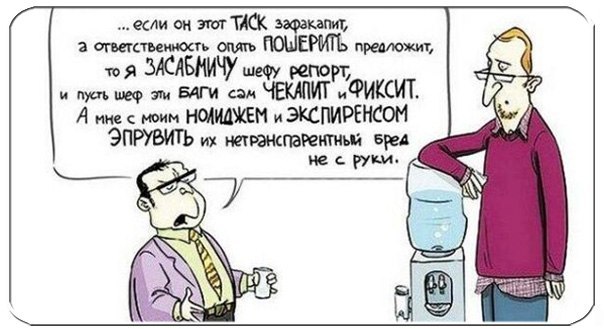 ... если он этот ТАСК зафакапит,
а ответственность опять ПОШЕРИТЬ предложит,
то Я ЗАСАБМИЧУ шефу репорт,
и пусть шеф эти БАГИ сам ЧЕКАПИТ и ФИКСИТ.
А мне с моим НОЛИДЖЕМ и ЭКСПИРЕНСОМ
ЭПРУВИТЬ их нетранспарентный бред
не с руки.